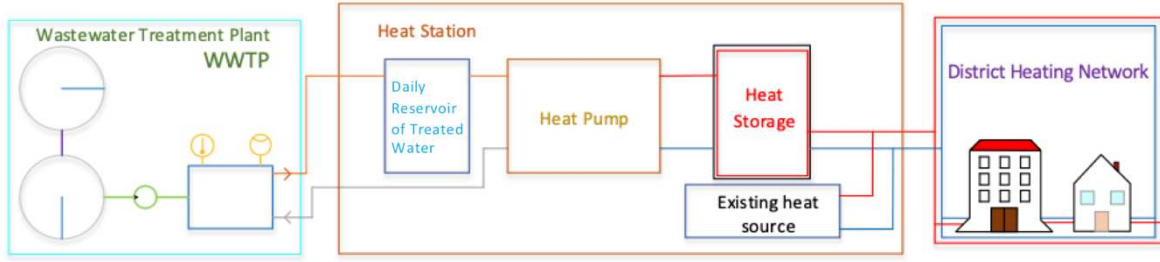 Wastewater Treatment Plant
WWTP
Heat Station
Daily
Reservoir
of Treated
Water
Heat Pump
Heat
Storage
Existing heat
source
District Heating Network